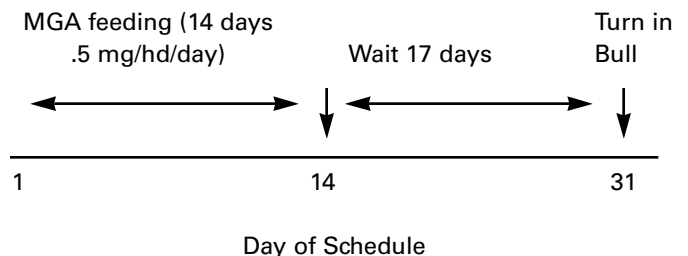 MGA feeding (14 days
.5 mg/hd/day)
Wait 17 days
Turn in
Bull
1
14
31
Day of Schedule